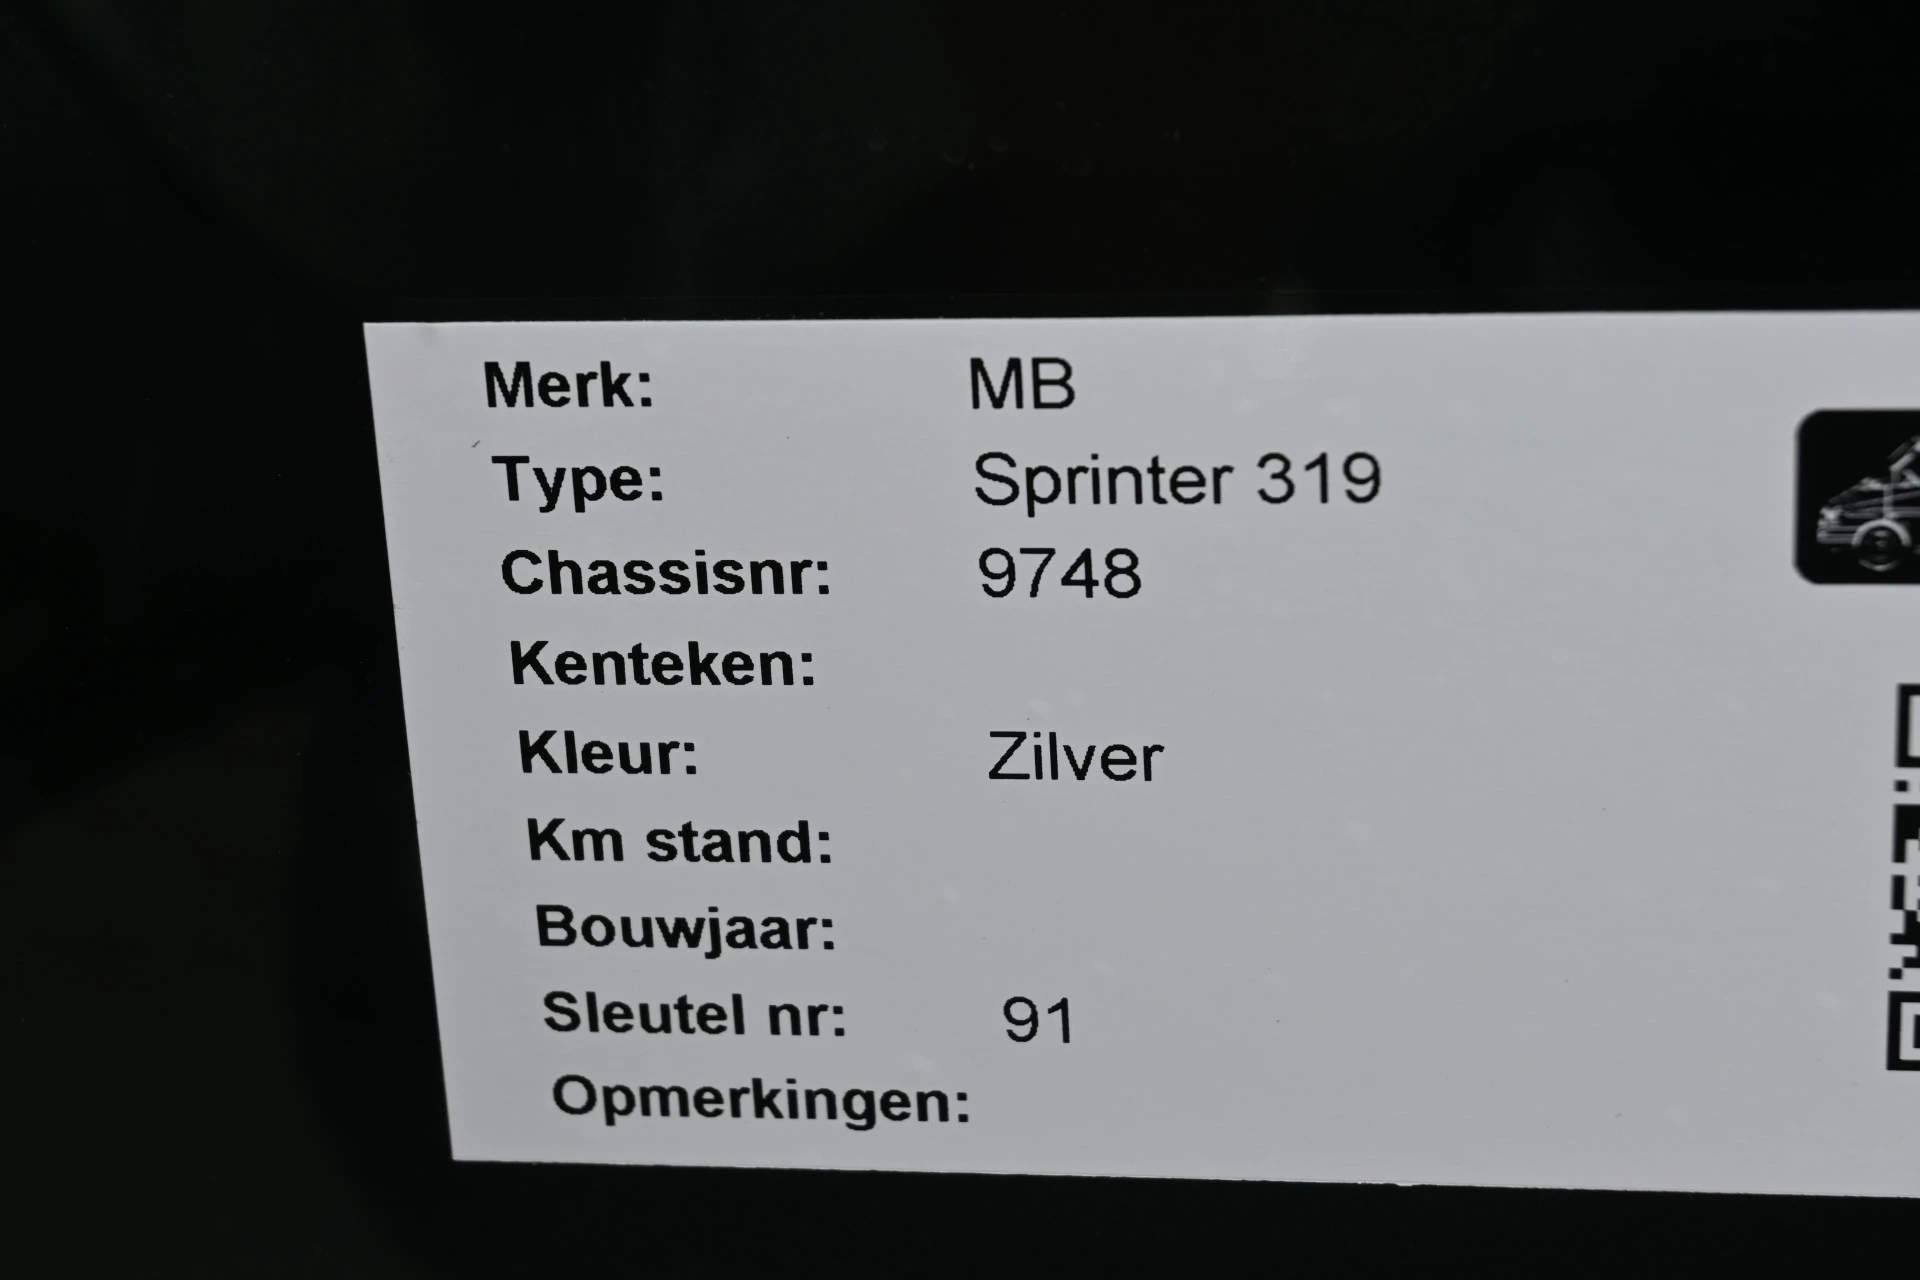 Merk: MB
Type: Sprinter 319
Chassisnr: 9748
Kenteken:
Kleur: Zilver
Km stand:
Bouwjaar:
Sleutel nr: 91
Opmerkingen: